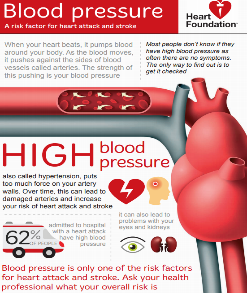 Blood pressure
A risk factor for heart attack and stroke
Heart
Foundation
When your heart beats, it pumps blood
around your body. As the blood moves,
it pushes against the sides of blood
vessels called arteries. The strength of
this pushing is your blood pressure
Most people don't know if they
have high blood pressure as
often there are no symptoms.
The only way to find out is to
get it checked
HIGH blood
pressure
also called hypertension, puts
too much force on your artery
walls. Over time, this can lead to
damaged arteries and increase
your risk of heart attack and stroke
62%
OF PEOPLE
admitted to hospital
with a heart attack
have high blood
pressure
it can also lead to
problems with your
eyes and kidneys
Blood pressure is only one of the risk factors
for heart attack and stroke. Ask your health
professional what your overall risk is